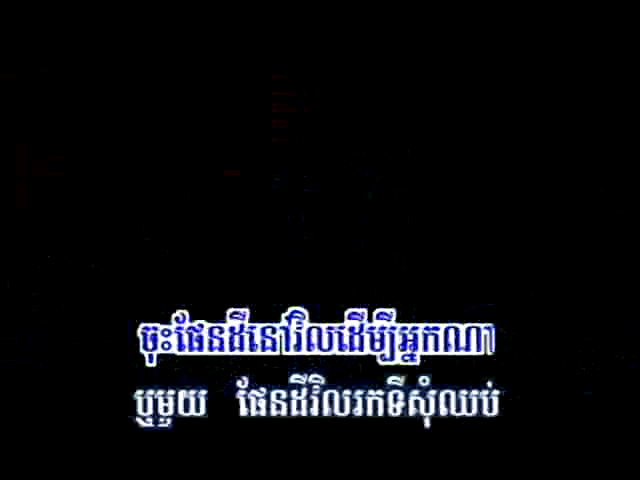 ចុះផែនដីនៅវិលដើម្បីអ្នកណា
ឬមួយ ផែនដីវិលរកទីសុំឈប់